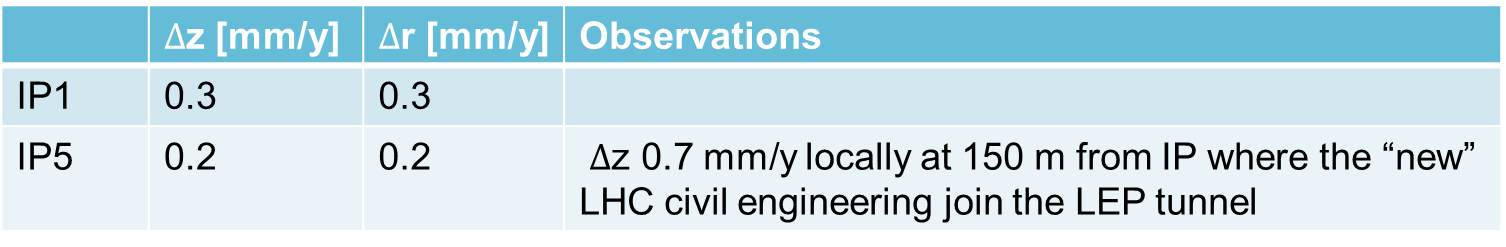 Δz [mm/y] Δr [mm/y] Observations
IP1 0.3 0.3
IP5 0.2 0.2 Δz 0.7 mm/y locally at 150 m from IP where the “new”
LHC civil engineering join the LEP tunnel